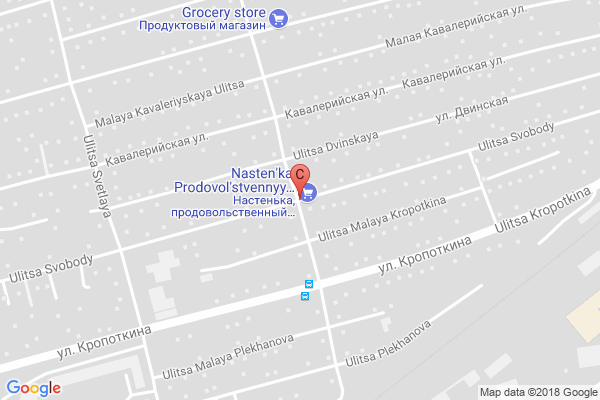 Grocery store
Продуктовый магазин
Малая Кавалерийская ул.
Malaya Kavaleriyskaya Ulitsa
Кавалерийская ул.
Кавалерийская ул.
ул. Двинская
Ulitsa Dvinskaya
Ulitsa Svobody
Ulitsa Svetlaya
Nasten'ka
Prodovol'stvennyy...
Настенька,
продовольственный...
C
Ulitsa Malaya Kropotkina
Ulitsa Kropotkina
ул. Кропоткина
Ulitsa Svobody
ул. Кропоткина
Ulitsa Malaya Plekhanova
Ulitsa Plekhanova
Google
Map data ©2018 Google